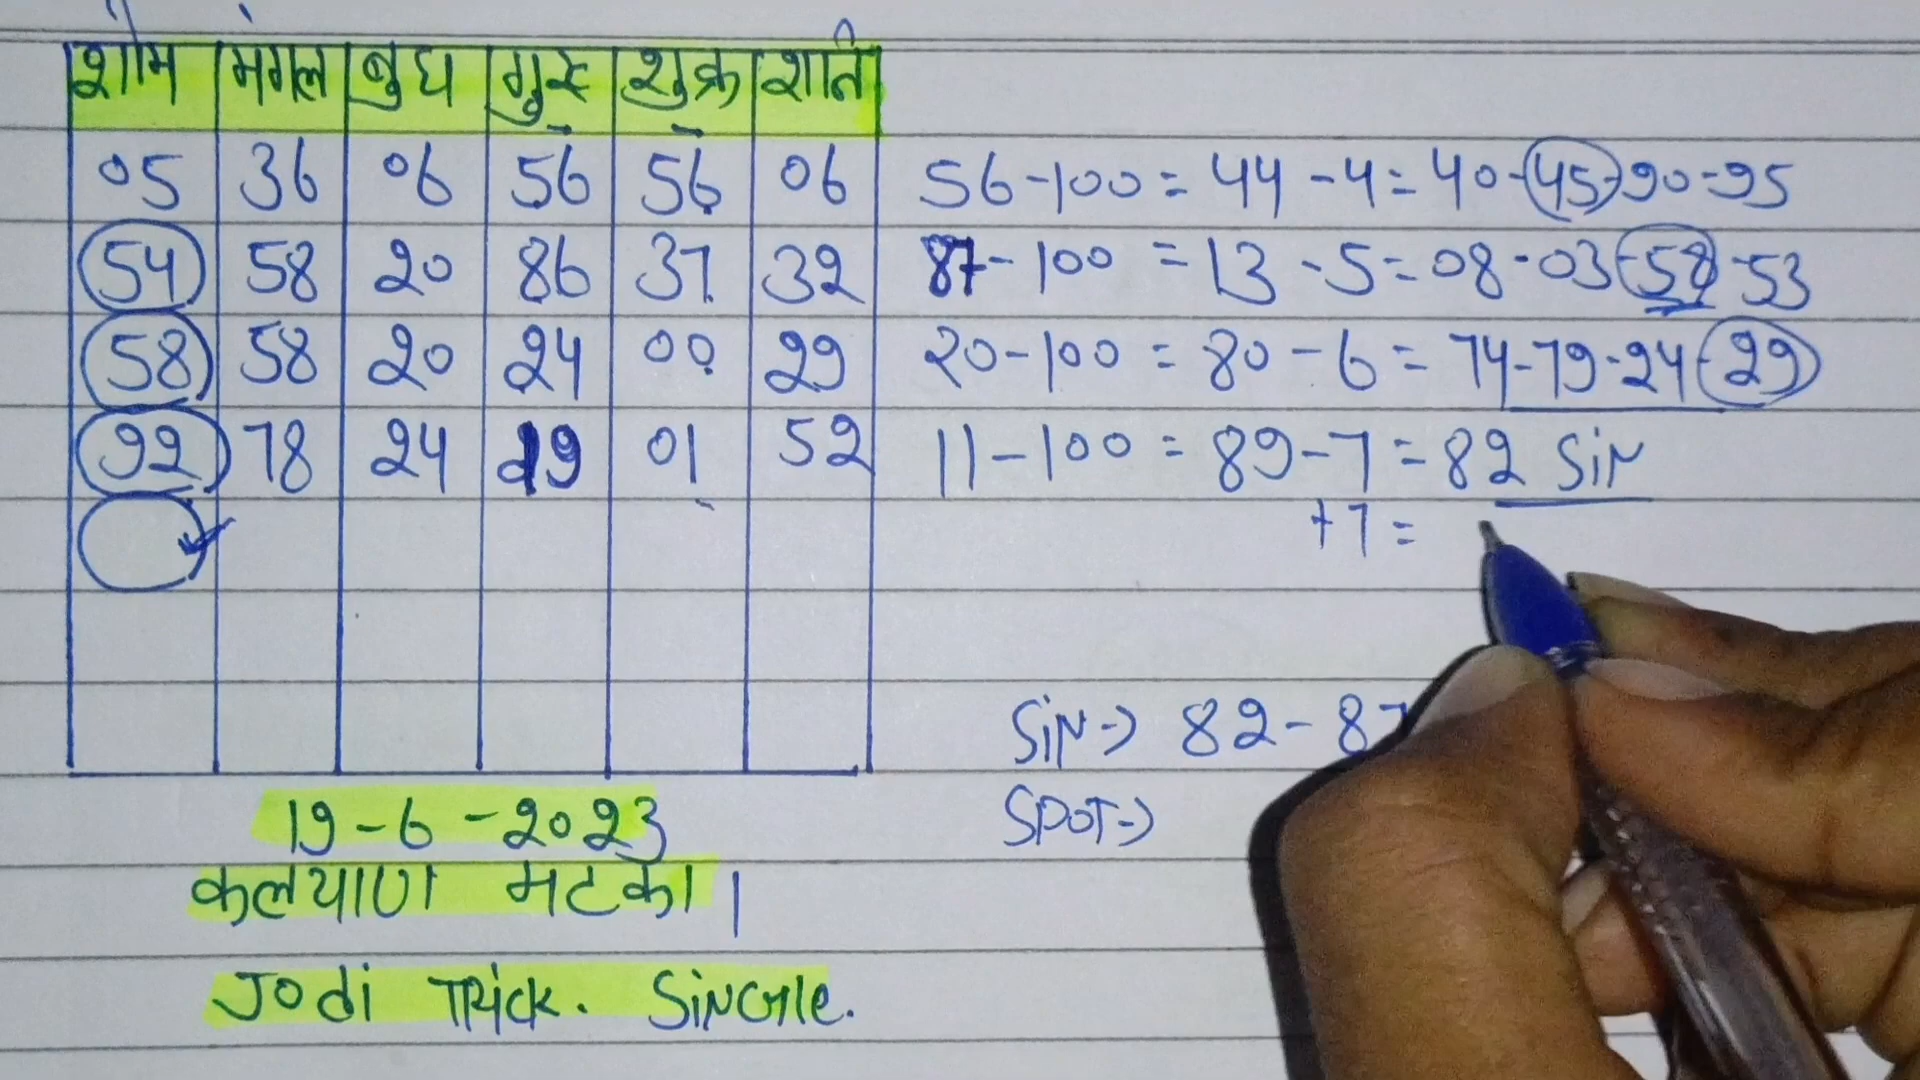 शोम मंगल बुध गुरु शुक्र शनि
05 36 06 56 56 06 56-100=44-4=40-45-90-95
54 58 20 86 37 32 87-100=13-5=08-03-58-53
58 58 20 24 00 29 20-100=80-6=74-79-24-29
92 78 24 19 01 52 11-100=89-7=82 Sin
+7=
Sin→ 82-87
SPOT→
19-6-2023
कल्याण मटका।
Jodi Trick. Single.